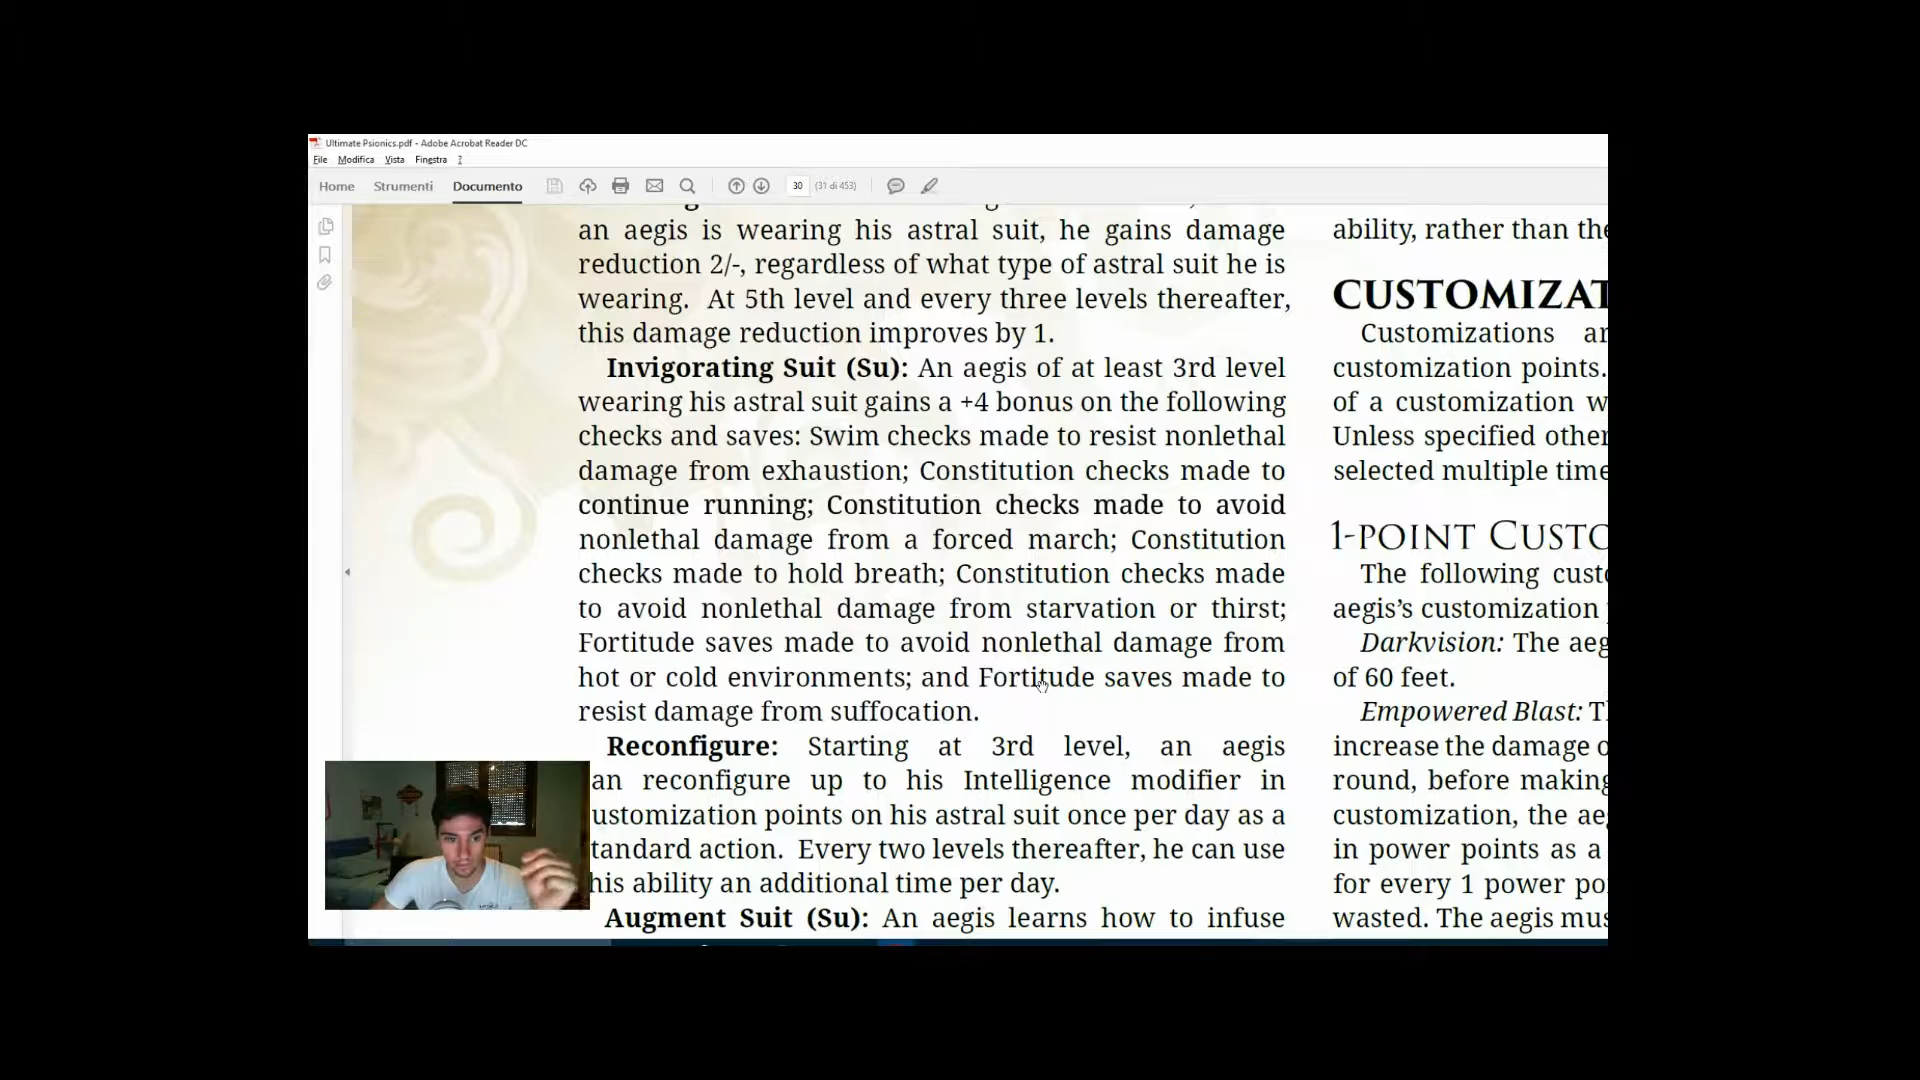 Ultimate Psionics.pdf - Adobe Acrobat Reader DC
File Modifica Vista Finestra ?
Home Strumenti Documento 30 (31 di 453)
an aegis is wearing his astral suit, he gains damage
reduction 2/-, regardless of what type of astral suit he is
wearing. At 5th level and every three levels thereafter,
this damage reduction improves by 1.
Invigorating Suit (Su): An aegis of at least 3rd level
wearing his astral suit gains a +4 bonus on the following
checks and saves: Swim checks made to resist nonlethal
damage from exhaustion; Constitution checks made to
continue running; Constitution checks made to avoid
nonlethal damage from a forced march; Constitution
checks made to hold breath; Constitution checks made
to avoid nonlethal damage from starvation or thirst;
Fortitude saves made to avoid nonlethal damage from
hot or cold environments; and Fortitude saves made to
resist damage from suffocation.
Reconfigure: Starting at 3rd level, an aegis
an reconfigure up to his Intelligence modifier in
ustomization points on his astral suit once per day as a
tandard action. Every two levels thereafter, he can use
his ability an additional time per day.
Augment Suit (Su): An aegis learns how to infuse
ability, rather than the
CUSTOMIZAT
Customizations ar
customization points.
of a customization w
Unless specified other
selected multiple time
1-POINT CUSTO
The following custo
aegis's customization
Darkvision: The aeg
of 60 feet.
Empowered Blast: T
increase the damage o
round, before making
customization, the ae
in power points as a
for every 1 power po
wasted. The aegis mus